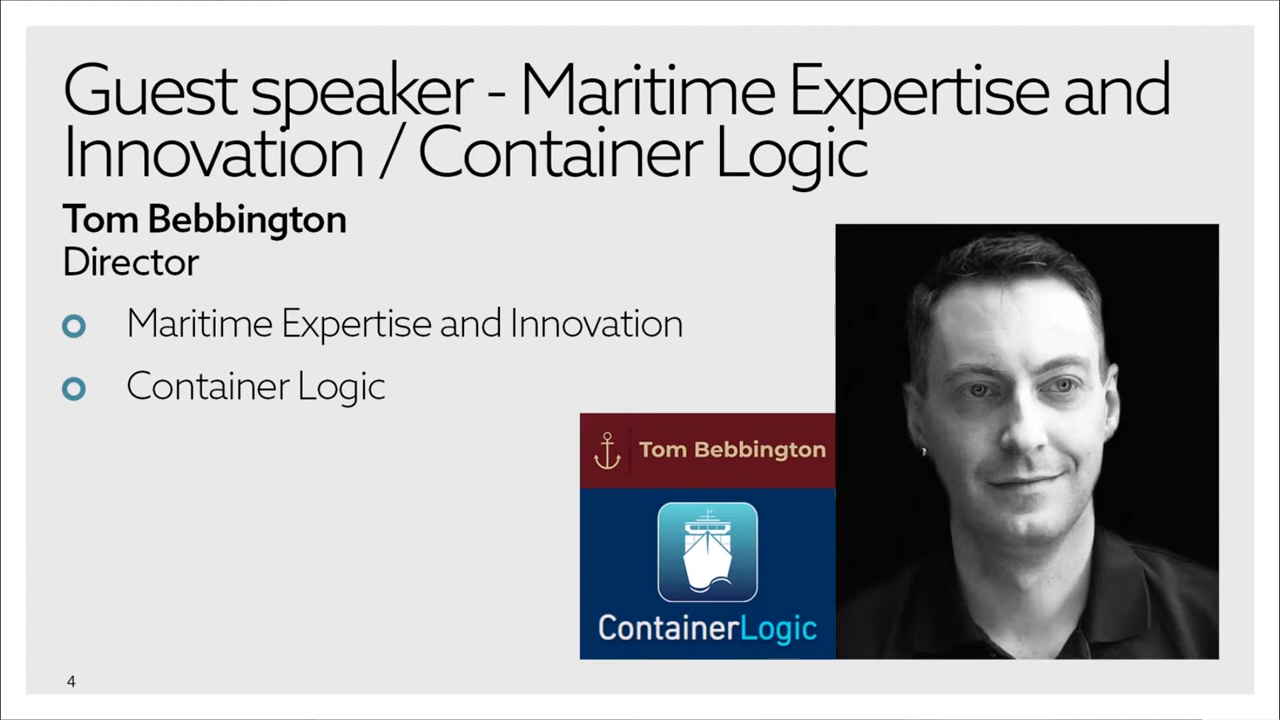 Guest speaker - Maritime Expertise and
Innovation / Container Logic
Tom Bebbington
Director
Maritime Expertise and Innovation
Container Logic
Tom Bebbington
ContainerLogic
4